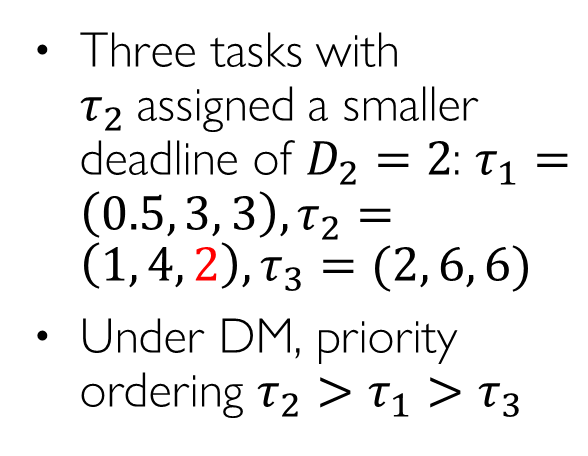 • Three tasks with
𝜏₂ assigned a smaller
deadline of 𝐷₂ = 2: 𝜏₁ =
(0.5, 3, 3), 𝜏₂ =
(1, 4, 2), 𝜏₃ = (2, 6, 6)
• Under DM, priority
ordering 𝜏₂ > 𝜏₁ > 𝜏₃